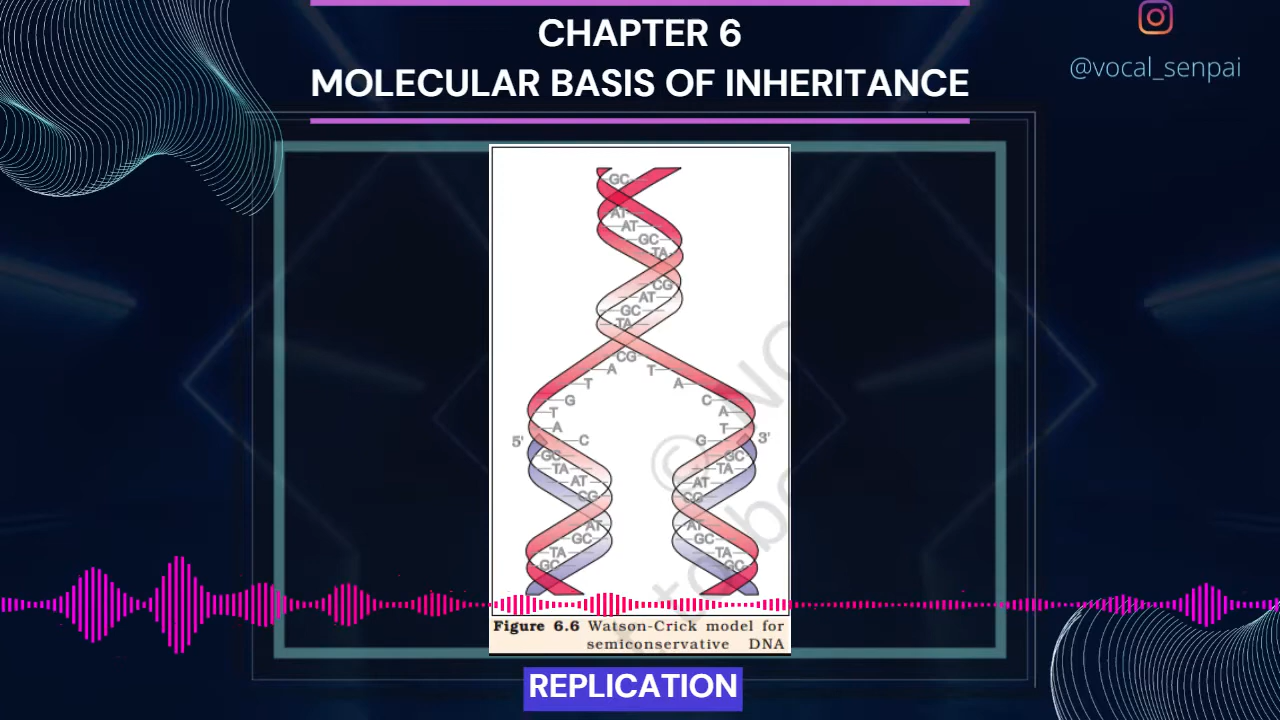 CHAPTER 6
MOLECULAR BASIS OF INHERITANCE
@vocal_senpai
GC
AT
AT
GC
TA
CG
AT
GC
TA
CG
A T
T A
G C
T A
A T
5' C G 3'
GC GC
TA TA
AT AT
CG CG
AT AT
GC GC
TA TA
GC GC
Figure 6.6 Watson-Crick model for
semiconservative DNA
REPLICATION